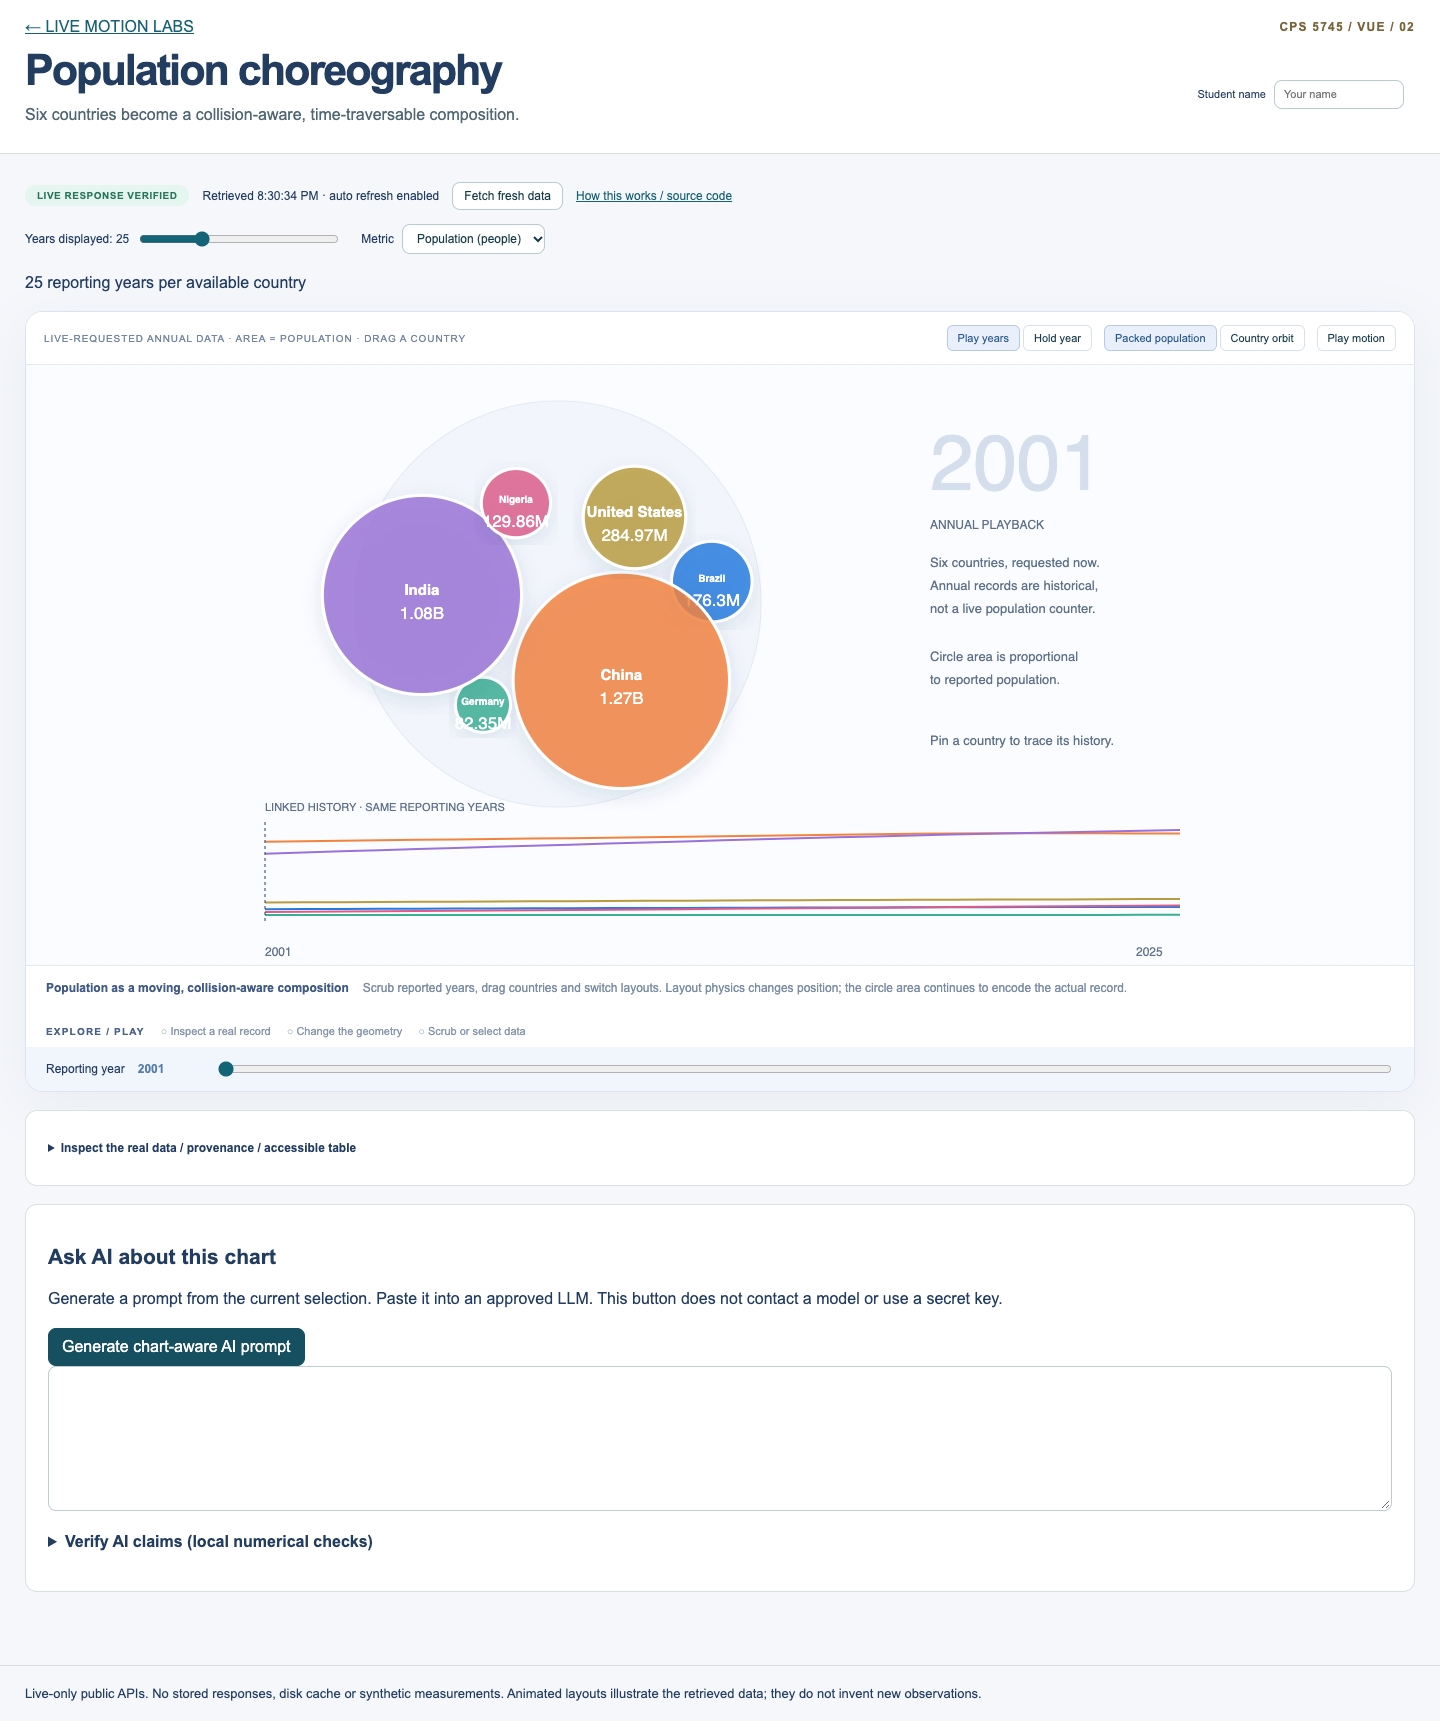 ← LIVE MOTION LABS
CPS 5745 / VUE / 02
Population choreography
Student name
Your name
Six countries become a collision-aware, time-traversable composition.
LIVE RESPONSE VERIFIED
Retrieved 8:30:34 PM · auto refresh enabled
Fetch fresh data
How this works / source code
Years displayed: 25
Metric
Population (people)
25 reporting years per available country
LIVE-REQUESTED ANNUAL DATA · AREA = POPULATION · DRAG A COUNTRY
Play years
Hold year
Packed population
Country orbit
Play motion
2001
ANNUAL PLAYBACK
Six countries, requested now.
Annual records are historical,
not a live population counter.
Circle area is proportional
to reported population.
Pin a country to trace its history.
Nigeria
129.86M
United States
284.97M
Brazil
76.3M
India
1.08B
China
1.27B
Germany
82.35M
LINKED HISTORY · SAME REPORTING YEARS
2001
2025
Population as a moving, collision-aware composition
Scrub reported years, drag countries and switch layouts. Layout physics changes position; the circle area continues to encode the actual record.
EXPLORE / PLAY
○ Inspect a real record
○ Change the geometry
○ Scrub or select data
Reporting year
2001
▶ Inspect the real data / provenance / accessible table
Ask AI about this chart
Generate a prompt from the current selection. Paste it into an approved LLM. This button does not contact a model or use a secret key.
Generate chart-aware AI prompt
▶ Verify AI claims (local numerical checks)
Live-only public APIs. No stored responses, disk cache or synthetic measurements. Animated layouts illustrate the retrieved data; they do not invent new observations.